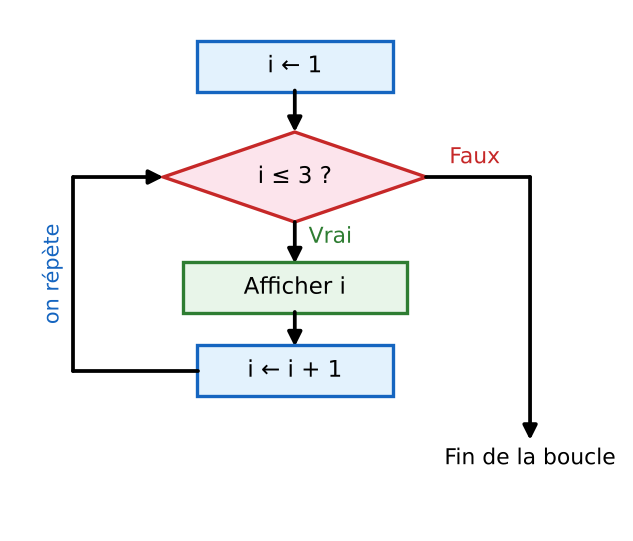 i ← 1
i ≤ 3 ?
Faux
Vrai
on répète
Afficher i
i ← i + 1
Fin de la boucle